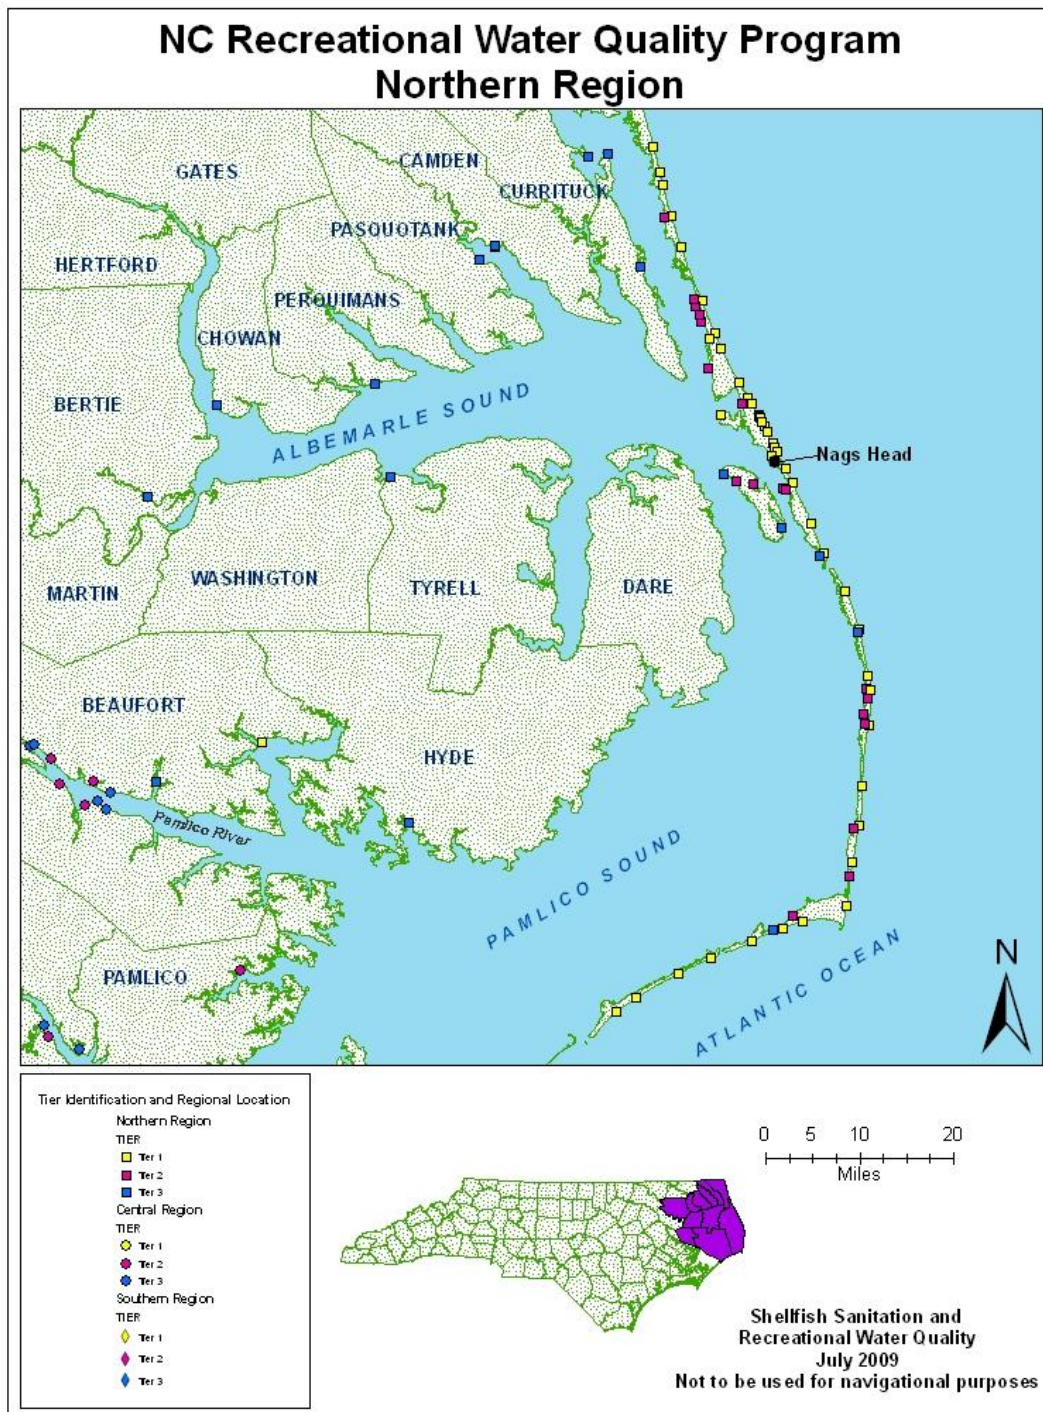 NC Recreational Water Quality Program
Northern Region
GATES
CAMDEN
CURRITUCK
PASQUOTANK
HERTFORD
PERQUIMANS
CHOWAN
BERTIE
ALBEMARLE SOUND
Nags Head
WASHINGTON
TYRELL
DARE
MARTIN
BEAUFORT
HYDE
Pamlico River
PAMLICO SOUND
PAMLICO
ATLANTIC OCEAN
N
Tier Identification and Regional Location
Northern Region
TIER
Tier 1
Tier 2
Tier 3
Central Region
TIER
Tier 1
Tier 2
Tier 3
Southern Region
TIER
Tier 1
Tier 2
Tier 3
0 5 10 20
Miles
Shellfish Sanitation and
Recreational Water Quality
July 2009
Not to be used for navigational purposes